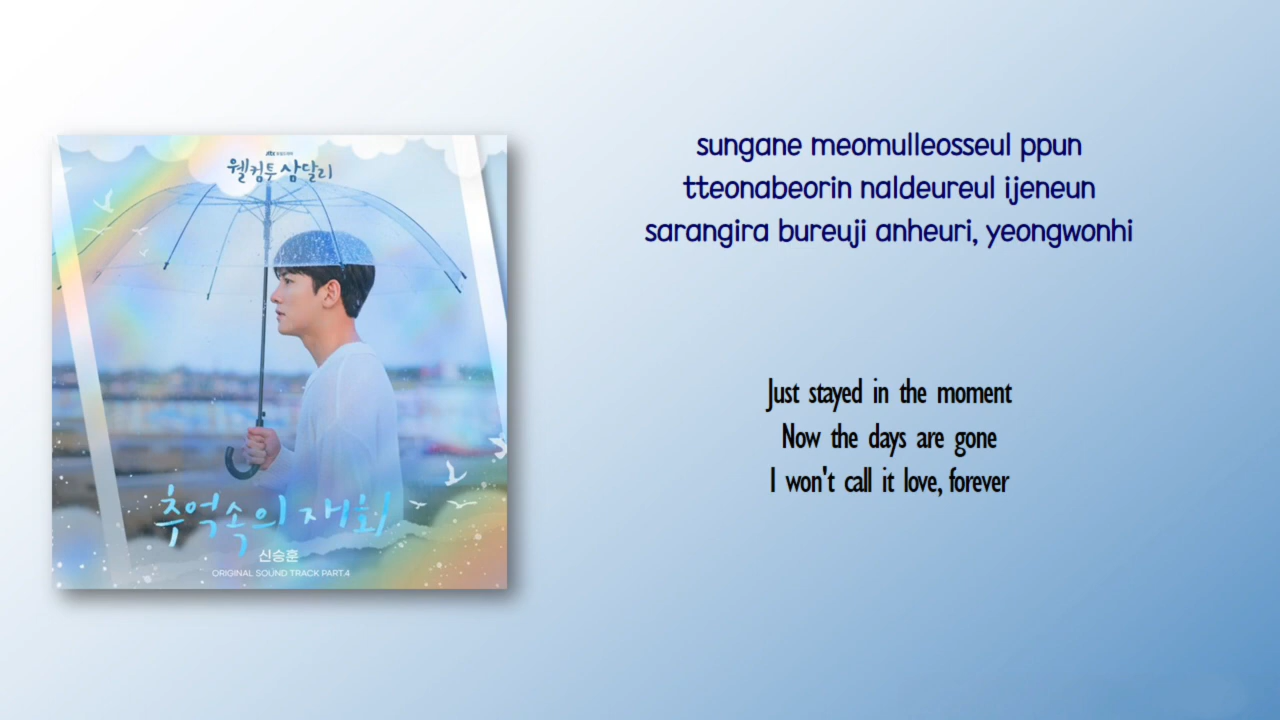 웰컴투 삼달리
추억속의 재회
신승훈
ORIGINAL SOUND TRACK PART.4
sungane meomulleosseul ppun
tteonabeorin naldeureul ijeneun
sarangira bureuji anheuri, yeongwonhi
Just stayed in the moment
Now the days are gone
I won't call it love, forever